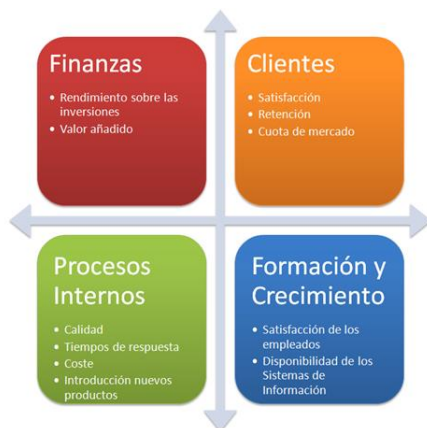 Finanzas
• Rendimiento sobre las
inversiones
• Valor añadido
Clientes
• Satisfacción
• Retención
• Cuota de mercado
Procesos
Internos
• Calidad
• Tiempos de respuesta
• Coste
• Introducción nuevos
productos
Formación y
Crecimiento
• Satisfacción de los
empleados
• Disponibilidad de los
Sistemas de
Información